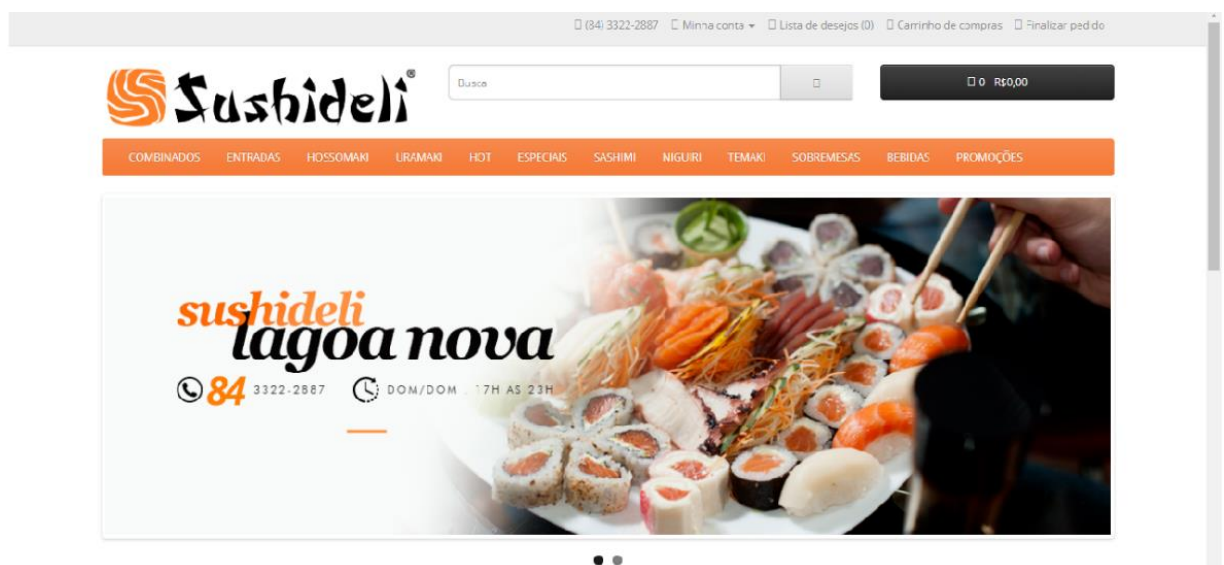 (84) 3322-2887 Minha conta Lista de desejos (0) Carrinho de compras Finalizar pedido
Sushideli®
Busca
0 R$0,00
COMBINADOS ENTRADAS HOSSOMAKI URAMAKI HOT ESPECIAIS SASHIMI NIGUIRI TEMAKI SOBREMESAS BEBIDAS PROMOÇÕES
sushideli
lagoa nova
84 3322-2887 DOM/DOM . 17H AS 23H